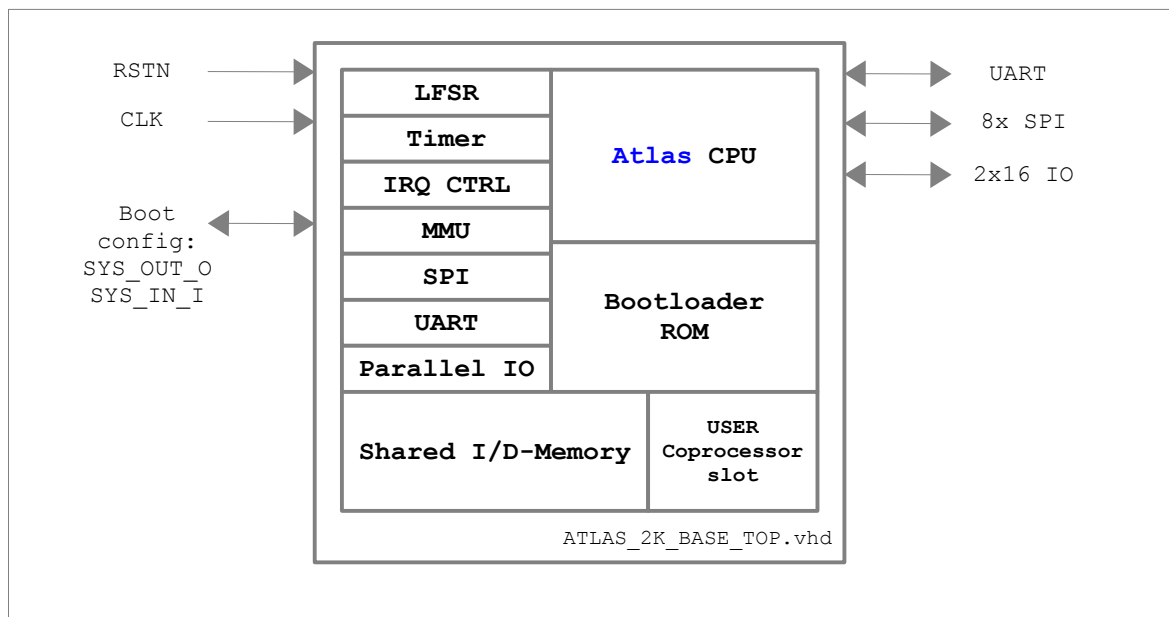 RSTN
CLK
Boot
config:
SYS_OUT_O
SYS_IN_I
LFSR
Timer
IRQ CTRL
MMU
SPI
UART
Parallel IO
Atlas CPU
Bootloader
ROM
Shared I/D-Memory
USER
Coprocessor
slot
ATLAS_2K_BASE_TOP.vhd
UART
8x SPI
2x16 IO